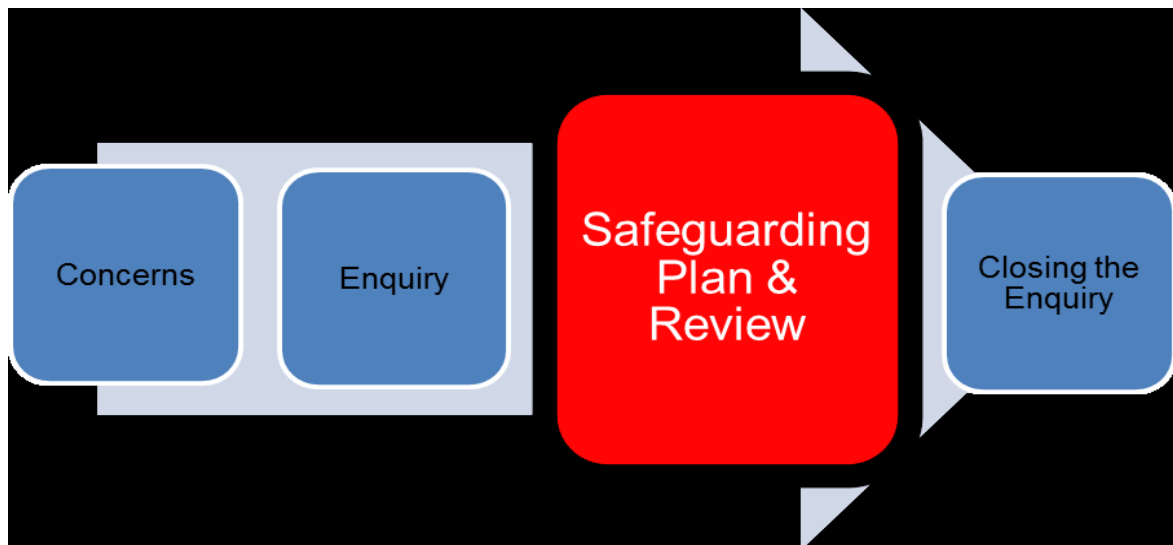 Concerns
Enquiry
Safeguarding
Plan &
Review
Closing the
Enquiry